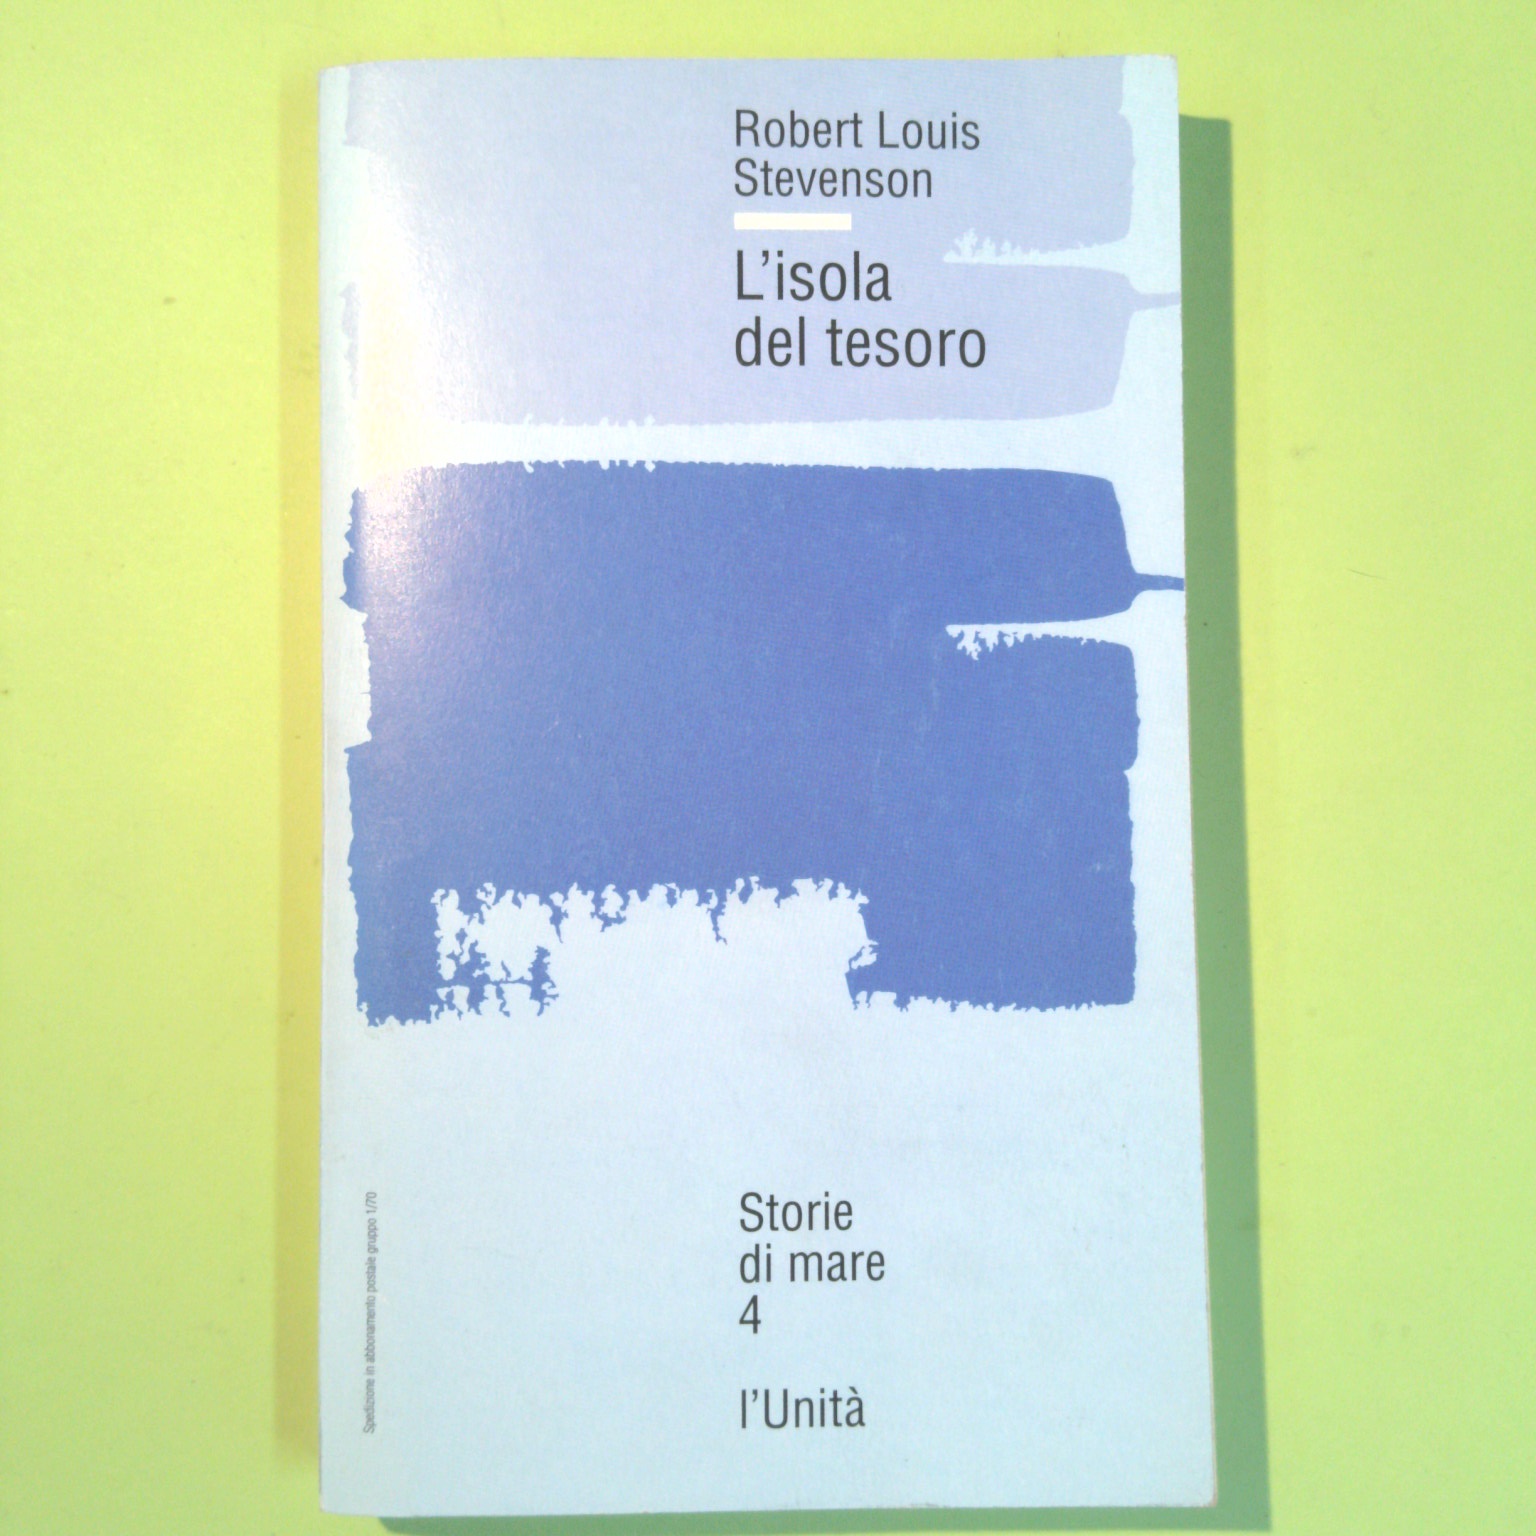 Robert Louis
Stevenson
L'isola
del tesoro
Storie
di mare
4
l'Unità
Spedizione in abbonamento postale gruppo 1/70